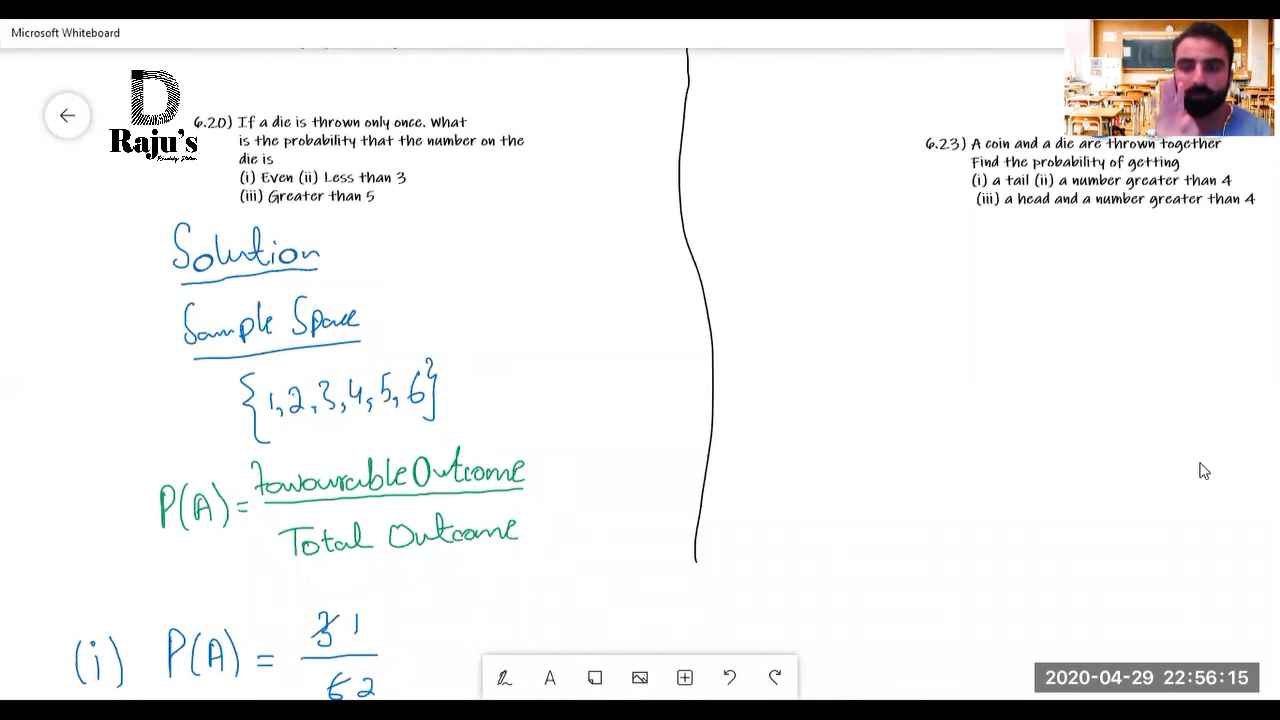 Microsoft Whiteboard
D
Raju's
6.20) If a die is thrown only once. What
is the probability that the number on the
die is
(i) Even (ii) Less than 3
(iii) Greater than 5
Solution
Sample Space
{1,2,3,4,5,6}
P(A)= Favourable Outcome
Total Outcome
(i) P(A) = 3 1
6 2
6.23) A coin and a die are thrown together
Find the probability of getting
(i) a tail (ii) a number greater than 4
(iii) a head and a number greater than 4
A
2020-04-29 22:56:15